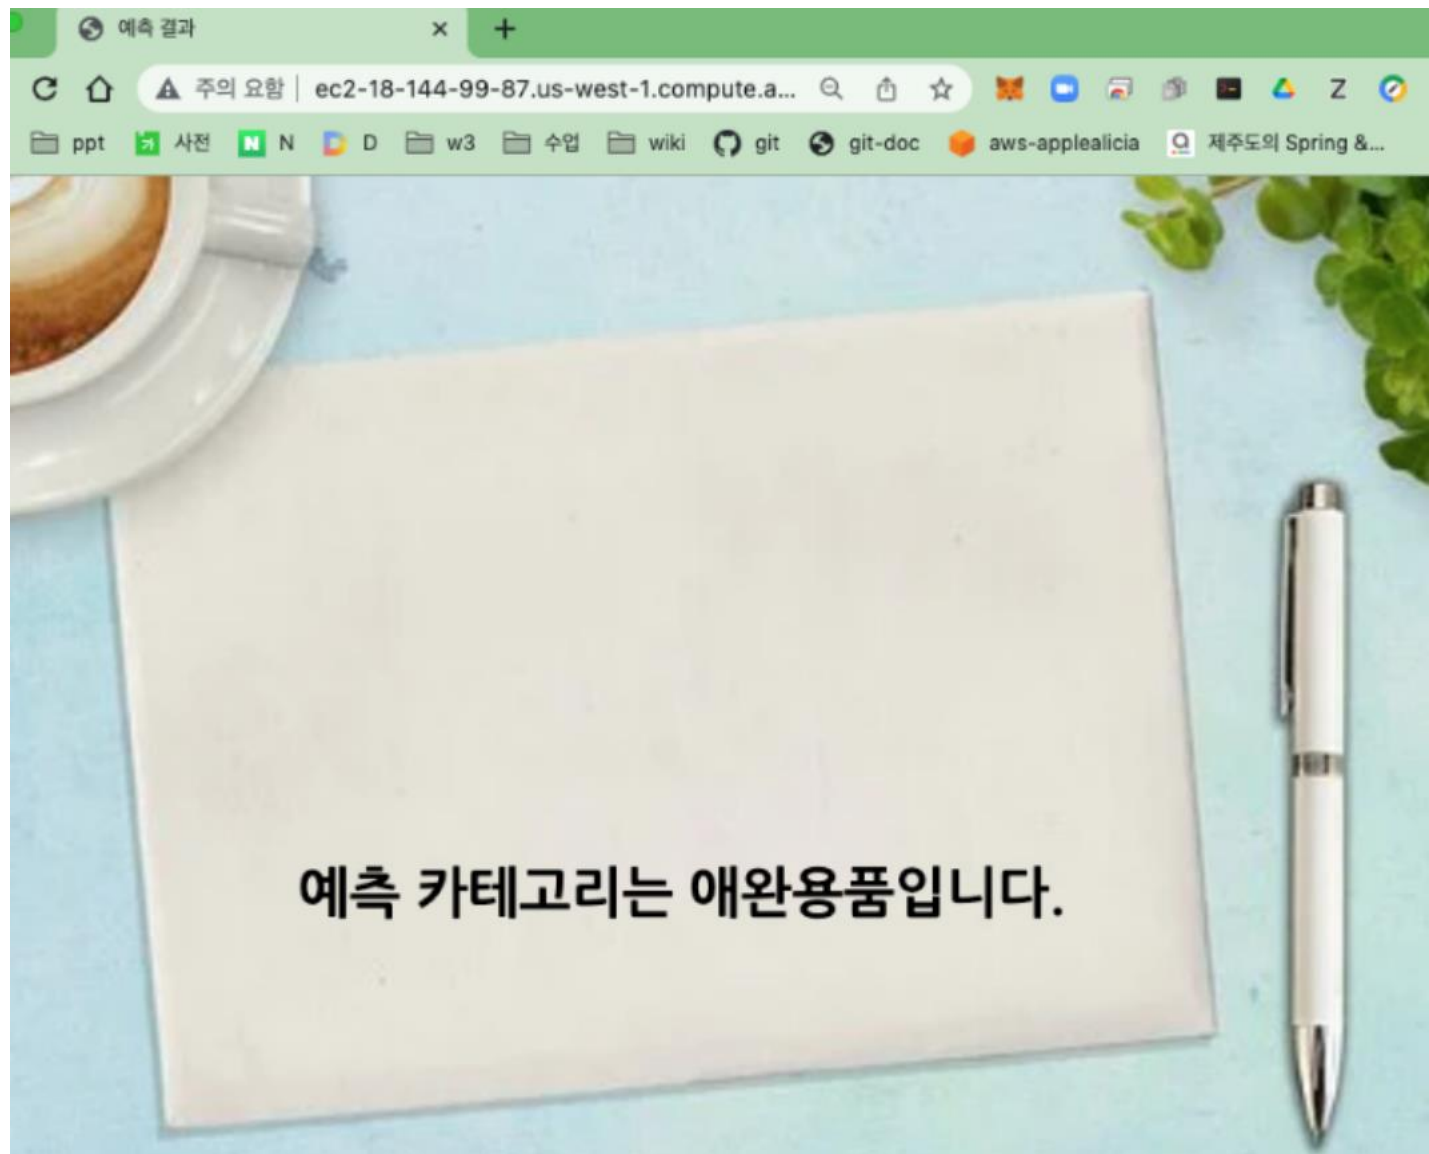 예측 결과
주의 요함 ec2-18-144-99-87.us-west-1.compute.a...
ppt 사전 N N D w3 수업 wiki git git-doc aws-applealicia 제주도의 Spring &...
예측 카테고리는 애완용품입니다.